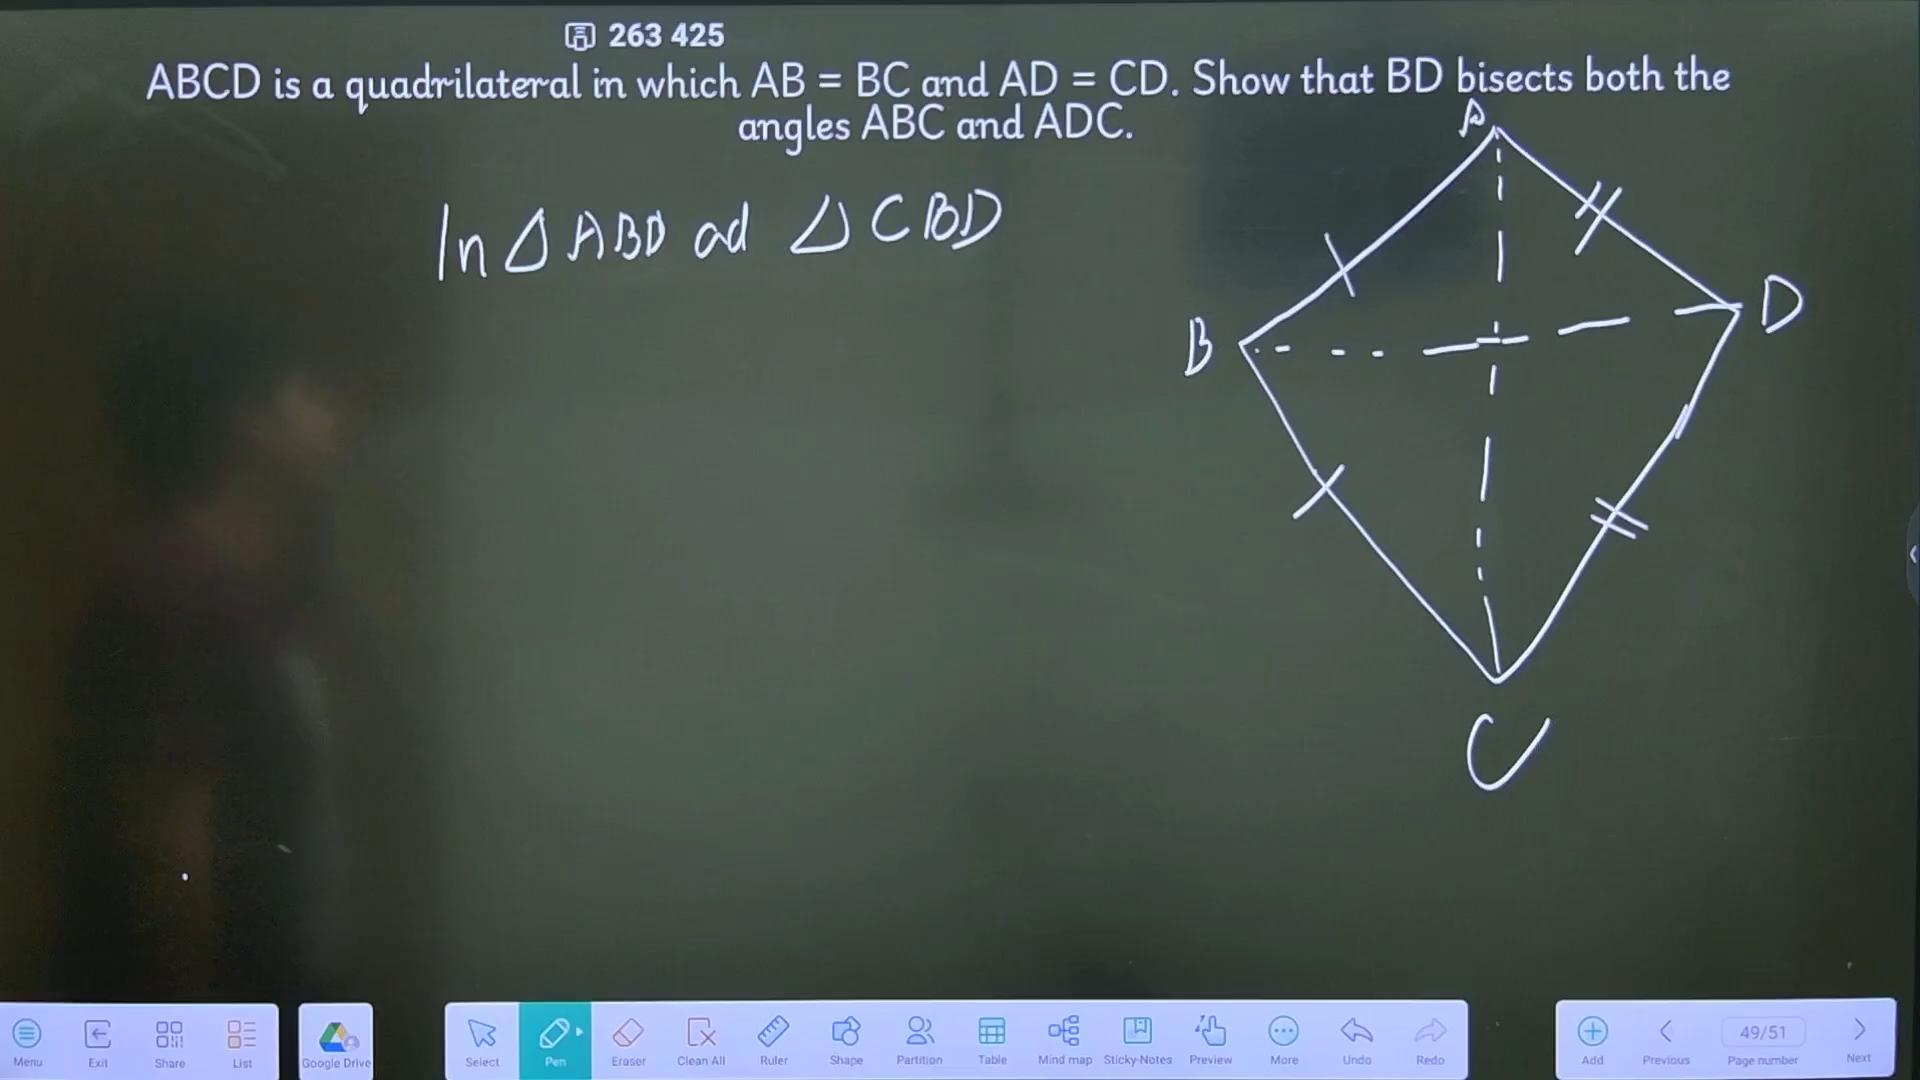 263 425
ABCD is a quadrilateral in which AB = BC and AD = CD. Show that BD bisects both the
angles ABC and ADC.
A
In △ ABD ad △ CBD
B
D
C
Menu
Exit
Share
List
Google Drive
Select
Pen
Eraser
Clean All
Ruler
Shape
Partition
Table
Mind map
Sticky Notes
Preview
More
Undo
Redo
Add
Previous
49/51
Page number
Next